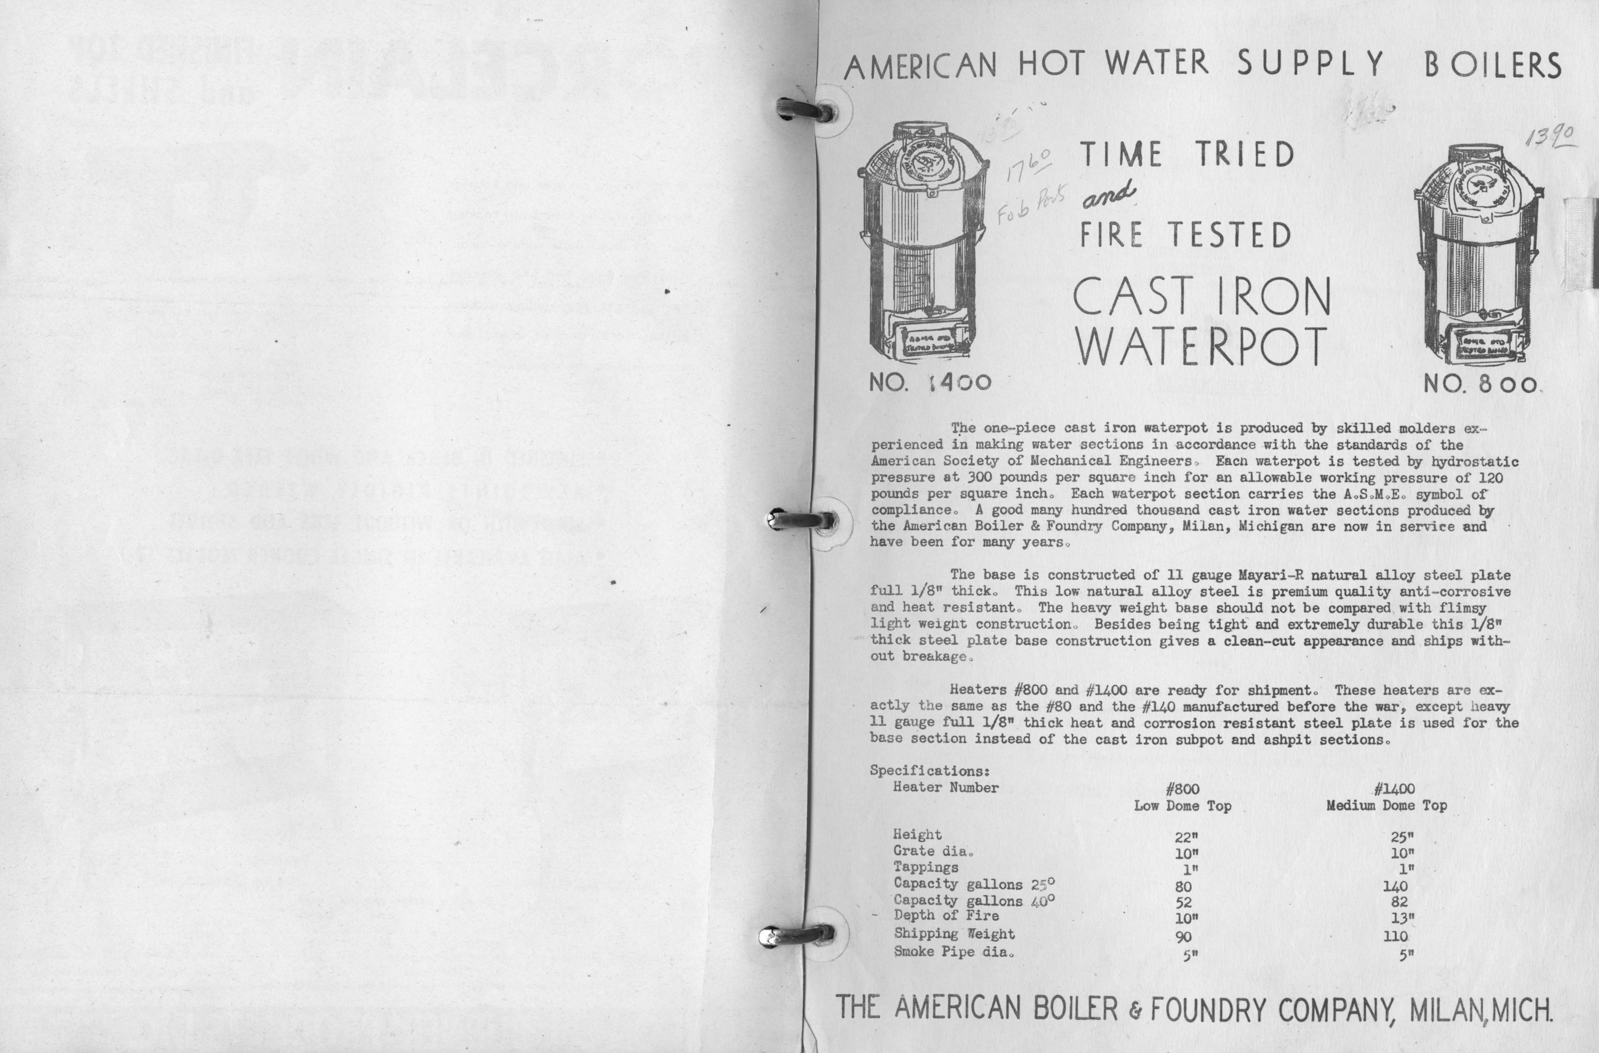 AMERICAN HOT WATER SUPPLY BOILERS
1390
1760
Fob Port
TIME TRIED
and
FIRE TESTED
CAST IRON
WATERPOT
NO. 1400
NO. 800.
The one-piece cast iron waterpot is produced by skilled molders ex-
perienced in making water sections in accordance with the standards of the
American Society of Mechanical Engineers. Each waterpot is tested by hydrostatic
pressure at 300 pounds per square inch for an allowable working pressure of 120
pounds per square inch. Each waterpot section carries the A.S.M.E. symbol of
compliance. A good many hundred thousand cast iron water sections produced by
the American Boiler & Foundry Company, Milan, Michigan are now in service and
have been for many years.
The base is constructed of 11 gauge Mayari-R natural alloy steel plate
full 1/8" thick. This low natural alloy steel is premium quality anti-corrosive
and heat resistant. The heavy weight base should not be compared with flimsy
light weight construction. Besides being tight and extremely durable this 1/8"
thick steel plate base construction gives a clean-cut appearance and ships with-
out breakage.
Heaters #800 and #1400 are ready for shipment. These heaters are ex-
actly the same as the #80 and the #140 manufactured before the war, except heavy
11 gauge full 1/8" thick heat and corrosion resistant steel plate is used for the
base section instead of the cast iron subpot and ashpit sections.
Specifications:
Heater Number #800 #1400
Low Dome Top Medium Dome Top
Height 22" 25"
Grate dia. 10" 10"
Tappings 1" 1"
Capacity gallons 25° 80 140
Capacity gallons 40° 52 82
Depth of Fire 10" 13"
Shipping Weight 90 110
Smoke Pipe dia. 5" 5"
THE AMERICAN BOILER & FOUNDRY COMPANY, MILAN, MICH.